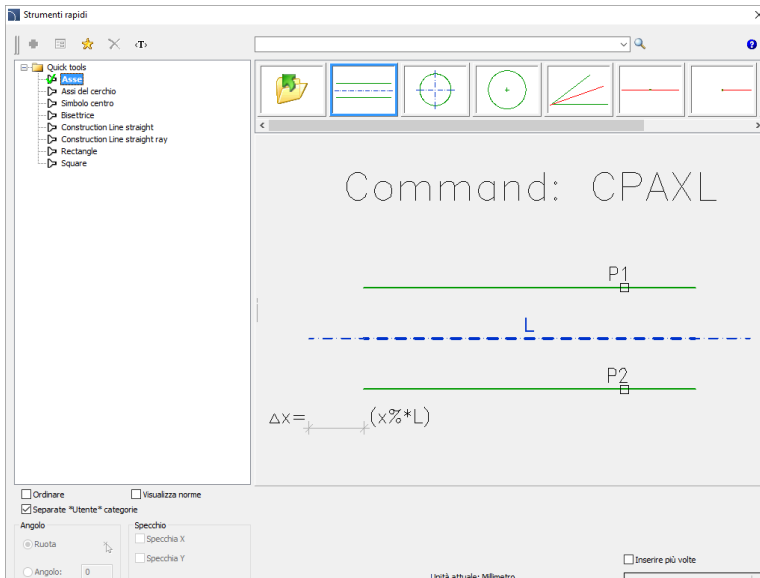 Strumenti rapidi
Quick tools
Asse
Assi del cerchio
Simbolo centro
Bisettrice
Construction Line straight
Construction Line straight ray
Rectangle
Square
Command: CPAXL
P1
L
P2
Δx= (x%*L)
Ordinare Visualizza norme
Separate "Utente" categorie
Angolo Specchio
Ruota Specchia X
Specchia Y
Inserire più volte
Angolo: 0
Unità attuale: Millimetro